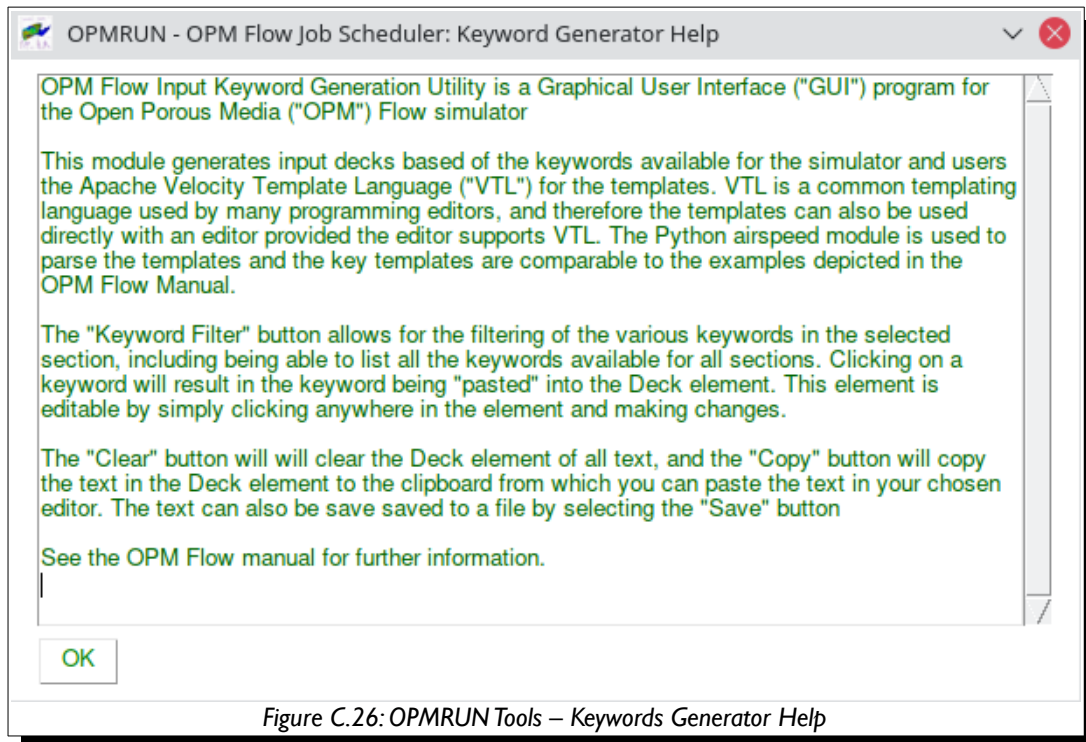 OPMRUN - OPM Flow Job Scheduler: Keyword Generator Help
OPM Flow Input Keyword Generation Utility is a Graphical User Interface ("GUI") program for
the Open Porous Media ("OPM") Flow simulator
This module generates input decks based of the keywords available for the simulator and users
the Apache Velocity Template Language ("VTL") for the templates. VTL is a common templating
language used by many programming editors, and therefore the templates can also be used
directly with an editor provided the editor supports VTL. The Python airspeed module is used to
parse the templates and the key templates are comparable to the examples depicted in the
OPM Flow Manual.
The "Keyword Filter" button allows for the filtering of the various keywords in the selected
section, including being able to list all the keywords available for all sections. Clicking on a
keyword will result in the keyword being "pasted" into the Deck element. This element is
editable by simply clicking anywhere in the element and making changes.
The "Clear" button will will clear the Deck element of all text, and the "Copy" button will copy
the text in the Deck element to the clipboard from which you can paste the text in your chosen
editor. The text can also be save saved to a file by selecting the "Save" button
See the OPM Flow manual for further information.
OK
Figure C.26: OPMRUN Tools – Keywords Generator Help